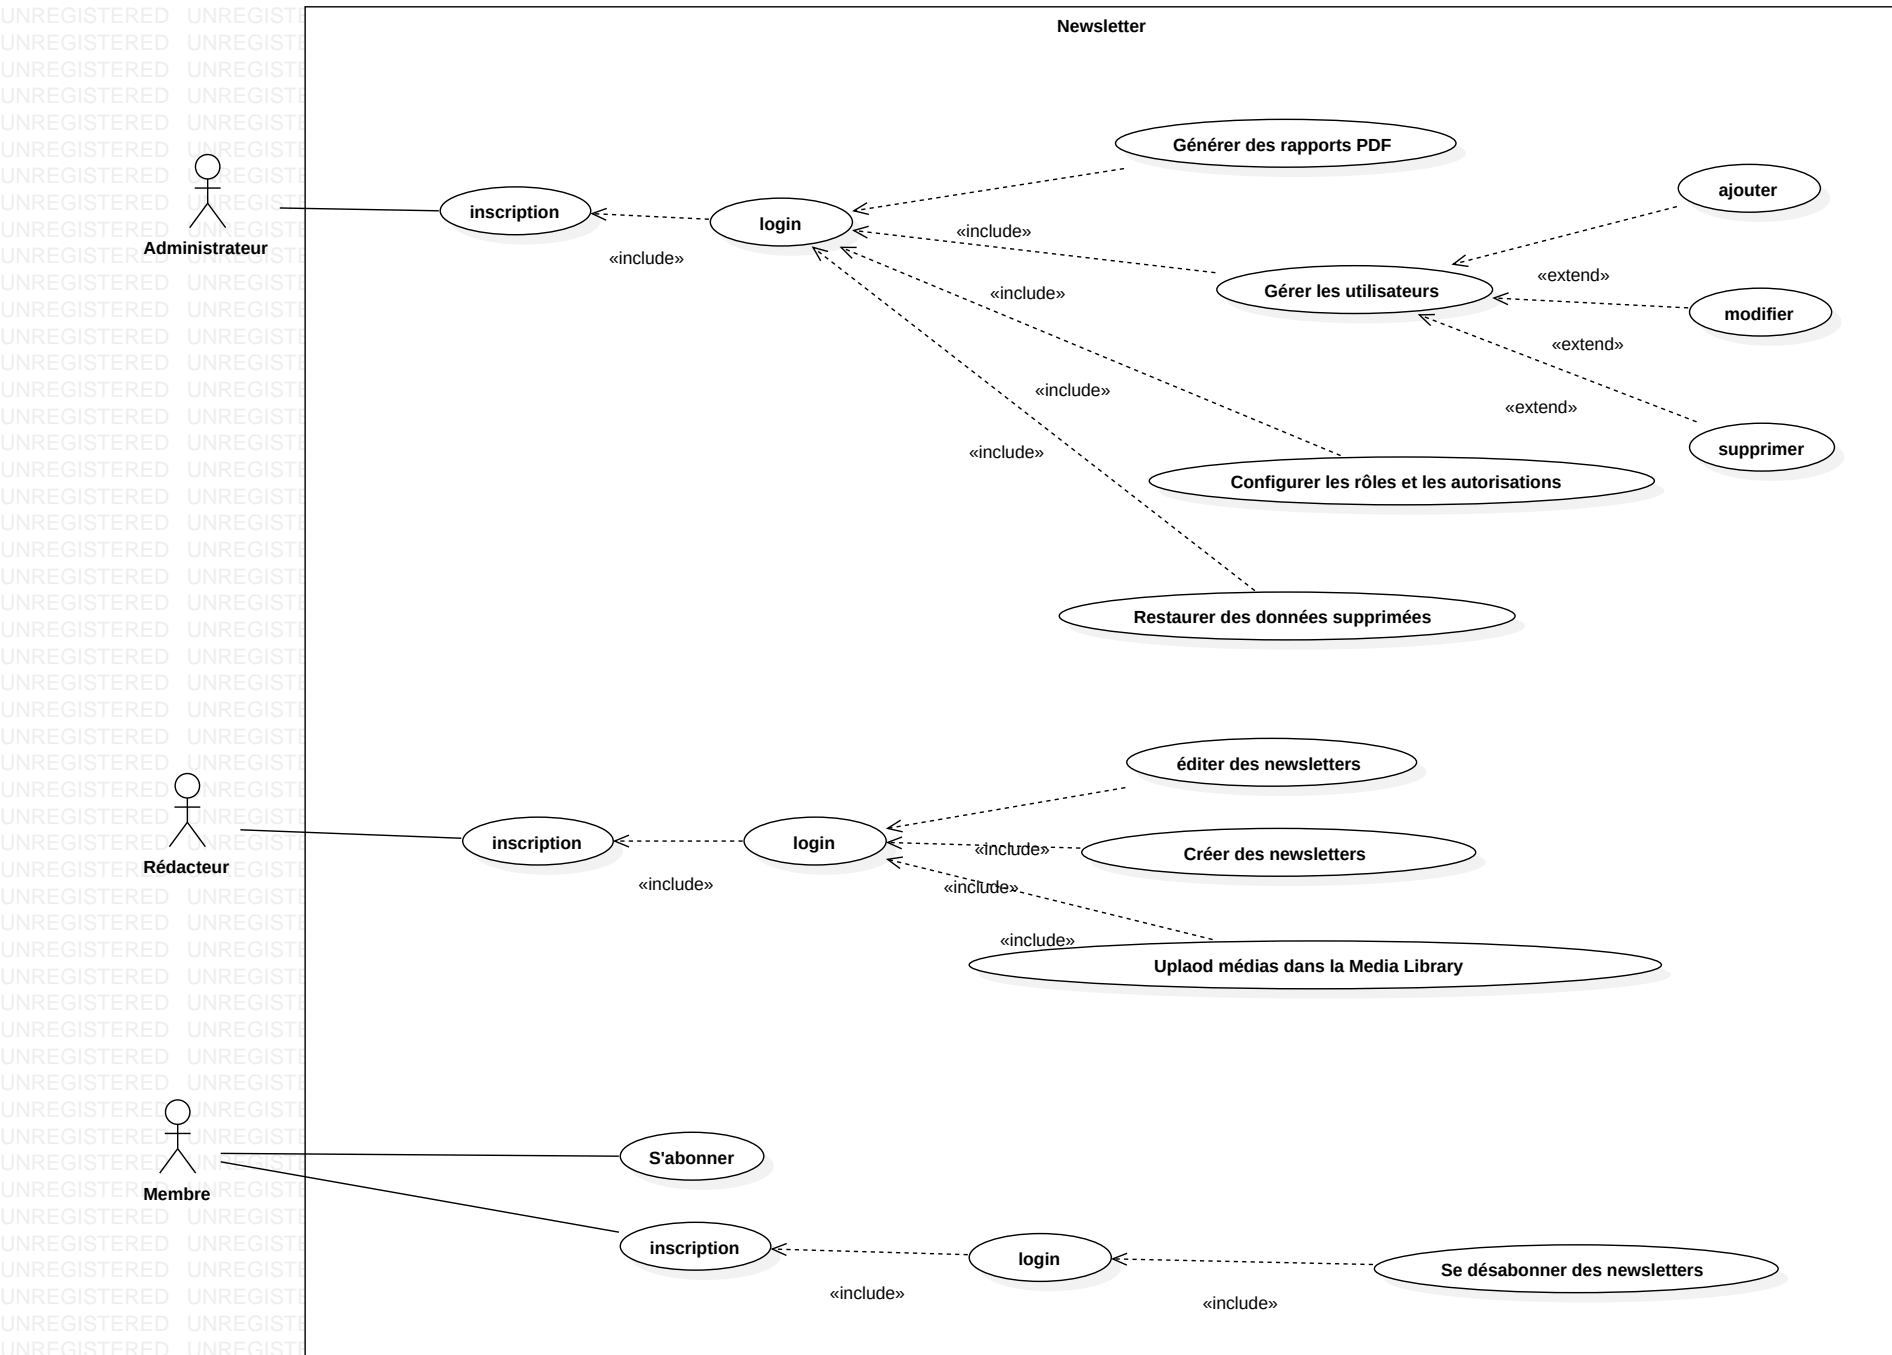 Newsletter
Générer des rapports PDF
ajouter
inscription
login
«include»
Administrateur
«include»
«extend»
«include»
Gérer les utilisateurs
modifier
«extend»
«include»
«extend»
«include»
supprimer
Configurer les rôles et les autorisations
Restaurer des données supprimées
éditer des newsletters
inscription
login
«include»
Créer des newsletters
Rédacteur
«include»
«include»
«include»
Uplaod médias dans la Media Library
S'abonner
Membre
inscription
login
Se désabonner des newsletters
«include»
«include»
UNREGISTERED UNREGISTE